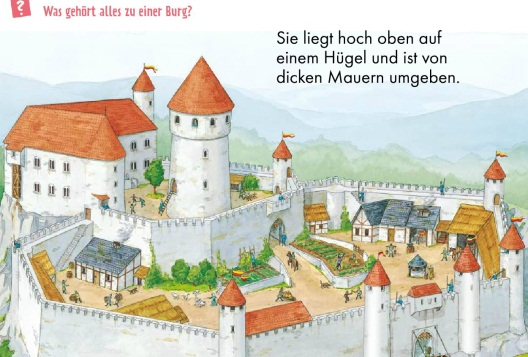 ?
Was gehört alles zu einer Burg?
Sie liegt hoch oben auf
einem Hügel und ist von
dicken Mauern umgeben.